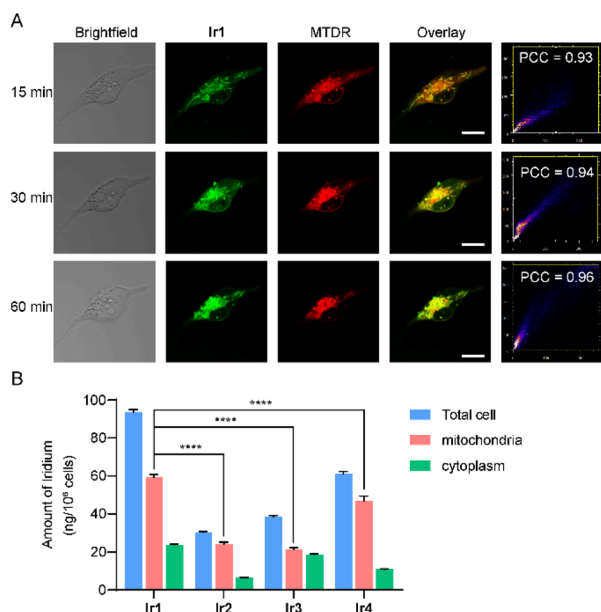 A
Brightfield Ir1 MTDR Overlay
15 min PCC = 0.93
30 min PCC = 0.94
60 min PCC = 0.96
B
Amount of Iridium
(ng/10⁶ cells)
100
80
60
40
20
0
****
****
****
Total cell
mitochondria
cytoplasm
Ir1 Ir2 Ir3 Ir4